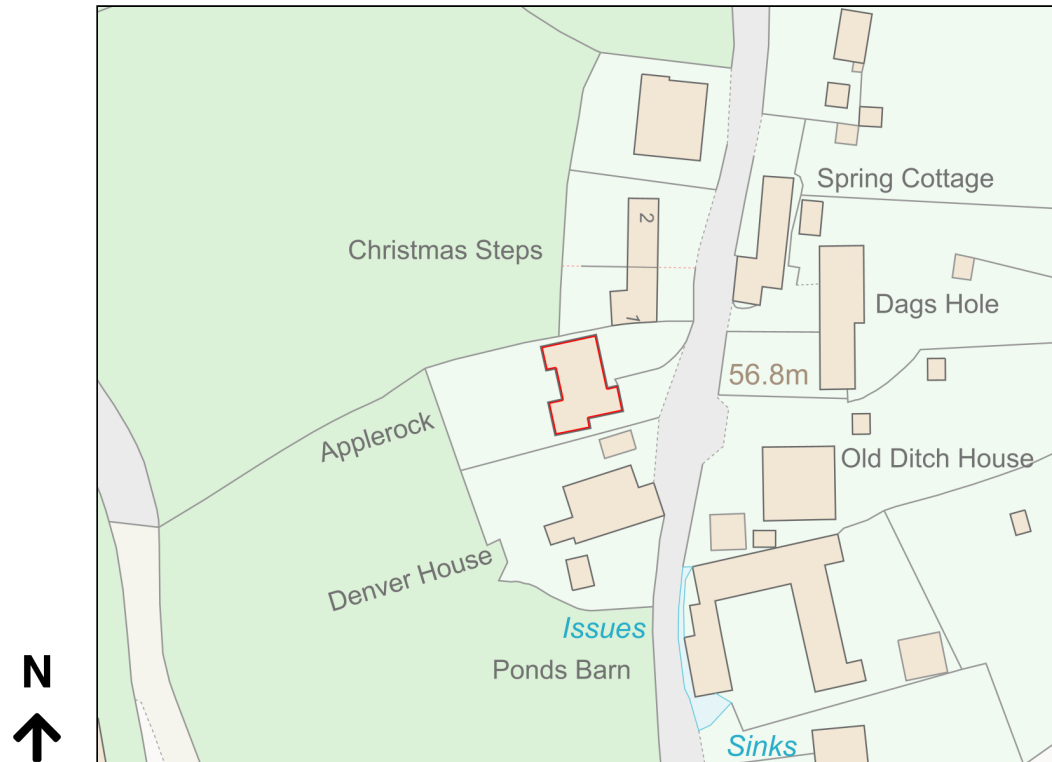 Spring Cottage
2
Christmas Steps
Dags Hole
1
56.8m
Applerock
Old Ditch House
Denver House
Issues
N
Ponds Barn
Sinks